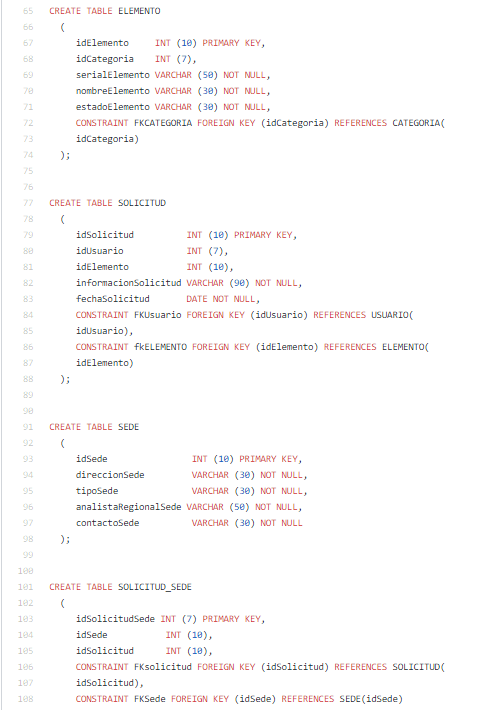 65 CREATE TABLE ELEMENTO
66 (
67 idElemento INT (10) PRIMARY KEY,
68 idCategoria INT (7),
69 serialElemento VARCHAR (50) NOT NULL,
70 nombreElemento VARCHAR (30) NOT NULL,
71 estadoElemento VARCHAR (30) NOT NULL,
72 CONSTRAINT FKCATEGORIA FOREIGN KEY (idCategoria) REFERENCES CATEGORIA(
73 idCategoria)
74 );
75
76
77 CREATE TABLE SOLICITUD
78 (
79 idSolicitud INT (10) PRIMARY KEY,
80 idUsuario INT (7),
81 idElemento INT (10),
82 informacionSolicitud VARCHAR (90) NOT NULL,
83 fechaSolicitud DATE NOT NULL,
84 CONSTRAINT FKUsuario FOREIGN KEY (idUsuario) REFERENCES USUARIO(
85 idUsuario),
86 CONSTRAINT fkELEMENTO FOREIGN KEY (idElemento) REFERENCES ELEMENTO(
87 idElemento)
88 );
89
90
91 CREATE TABLE SEDE
92 (
93 idSede INT (10) PRIMARY KEY,
94 direccionSede VARCHAR (30) NOT NULL,
95 tipoSede VARCHAR (30) NOT NULL,
96 analistaRegionalSede VARCHAR (50) NOT NULL,
97 contactoSede VARCHAR (30) NOT NULL
98 );
99
100
101 CREATE TABLE SOLICITUD_SEDE
102 (
103 idSolicitudSede INT (7) PRIMARY KEY,
104 idSede INT (10),
105 idSolicitud INT (10),
106 CONSTRAINT FKsolicitud FOREIGN KEY (idSolicitud) REFERENCES SOLICITUD(
107 idSolicitud),
108 CONSTRAINT FKSede FOREIGN KEY (idSede) REFERENCES SEDE(idSede)